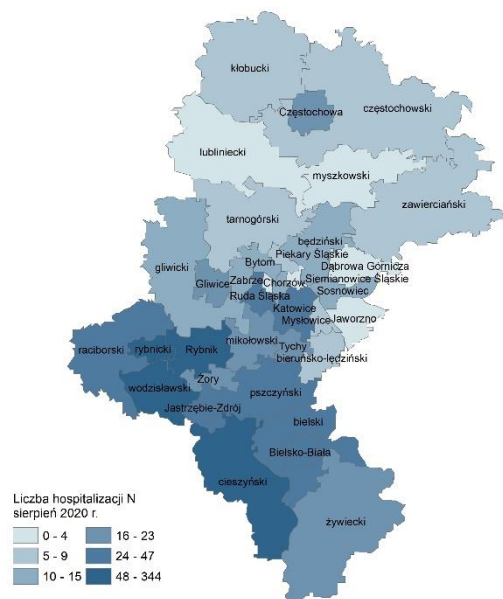 kłobucki
Częstochowa
częstochowski
lubliniecki
myszkowski
zawierciański
tarnogórski
będziński
Piekary Śląskie
gliwicki
Bytom
Dąbrowa Górnicza
Zabrze
Chorzów
Siemianowice Śląskie
Gliwice
Sosnowiec
Ruda Śląska
Katowice
Mysłowice
Jaworzno
mikołowski
Tychy
raciborski
rybnicki
Rybnik
bieruńsko-lędziński
Żory
wodzisławski
pszczyński
Jastrzębie-Zdrój
bielski
Bielsko-Biała
cieszyński
żywiecki
Liczba hospitalizacji N
sierpień 2020 r.
0 - 4 16 - 23
5 - 9 24 - 47
10 - 15 48 - 344